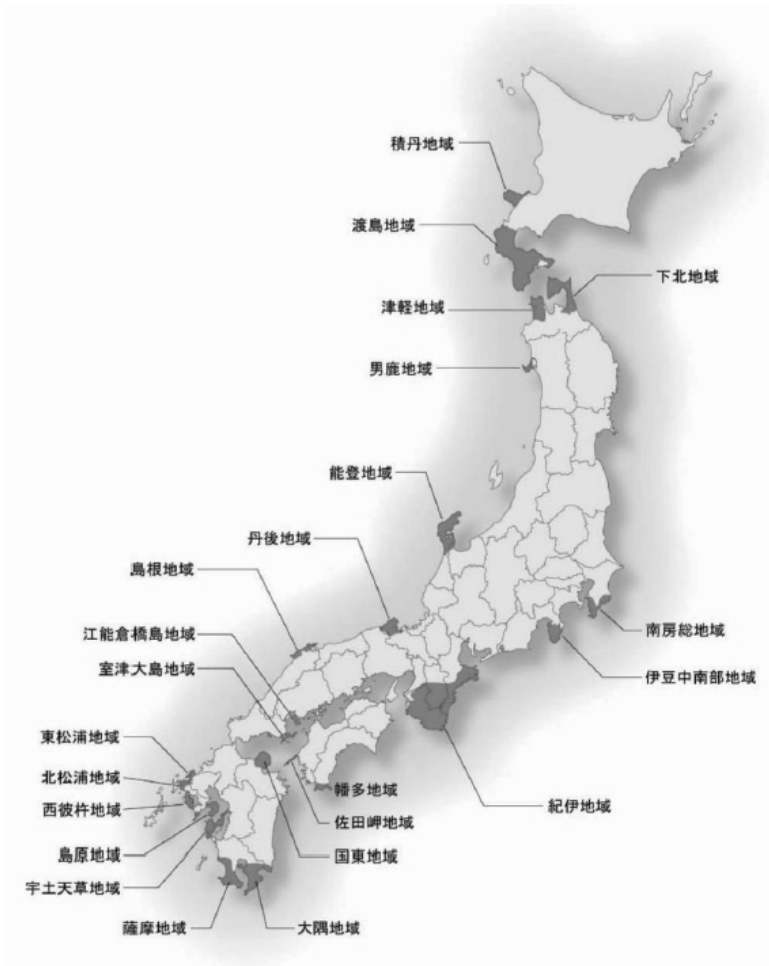 積丹地域
渡島地域
下北地域
津軽地域
男鹿地域
能登地域
丹後地域
島根地域
南房総地域
江能倉橋島地域
室津大島地域
伊豆中南部地域
東松浦地域
北松浦地域
幡多地域
紀伊地域
西彼杵地域
佐田岬地域
島原地域
国東地域
宇土天草地域
薩摩地域
大隅地域